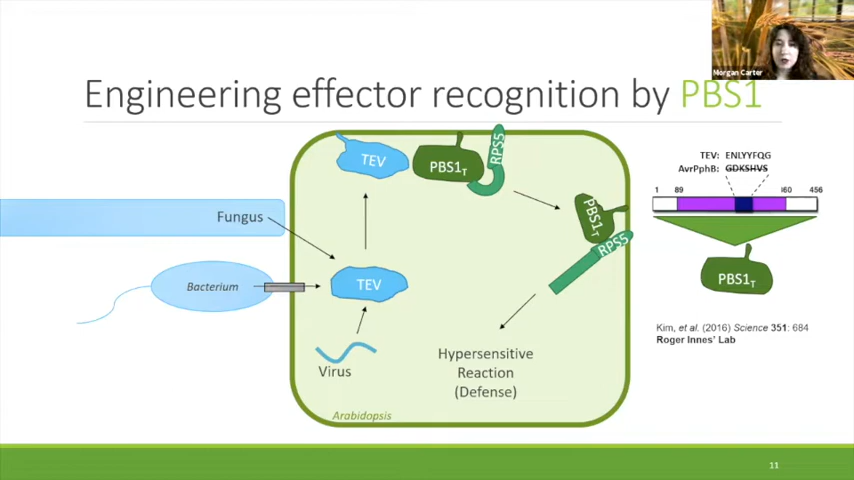 Morgan Carter
Engineering effector recognition by PBS1
TEV
PBS1T
RPS5
TEV: ENLYYFQG
AvrPphB: GDKSHVS
1 89 i60 456
PBS1T
RPS5
Fungus
Bacterium
TEV
PBS1T
Virus
Hypersensitive
Reaction
(Defense)
Kim, et al. (2016) Science 351: 684
Roger Innes' Lab
Arabidopsis
11